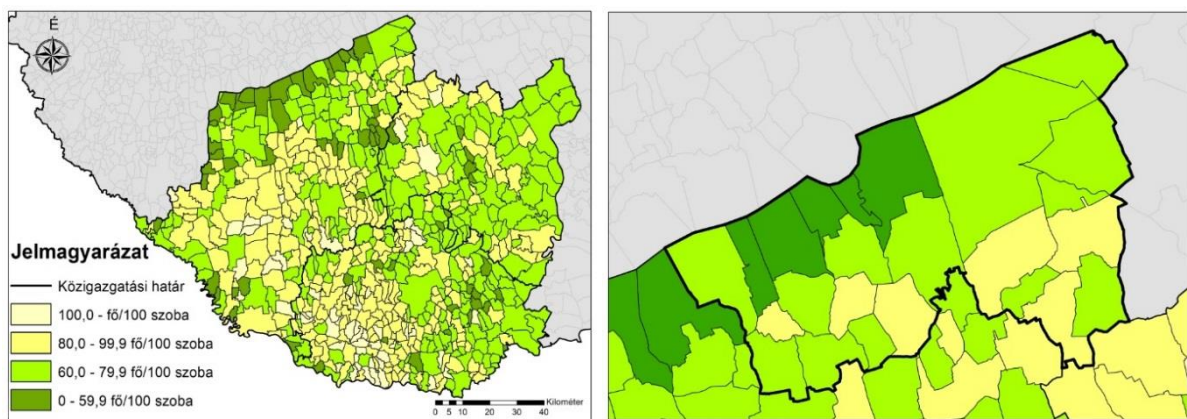 É
Jelmagyarázat
Közigazgatási határ
100,0 - fő/100 szoba
80,0 - 99,9 fő/100 szoba
60,0 - 79,9 fő/100 szoba
0 - 59,9 fő/100 szoba
Kilométer
0 5 10 20 30 40